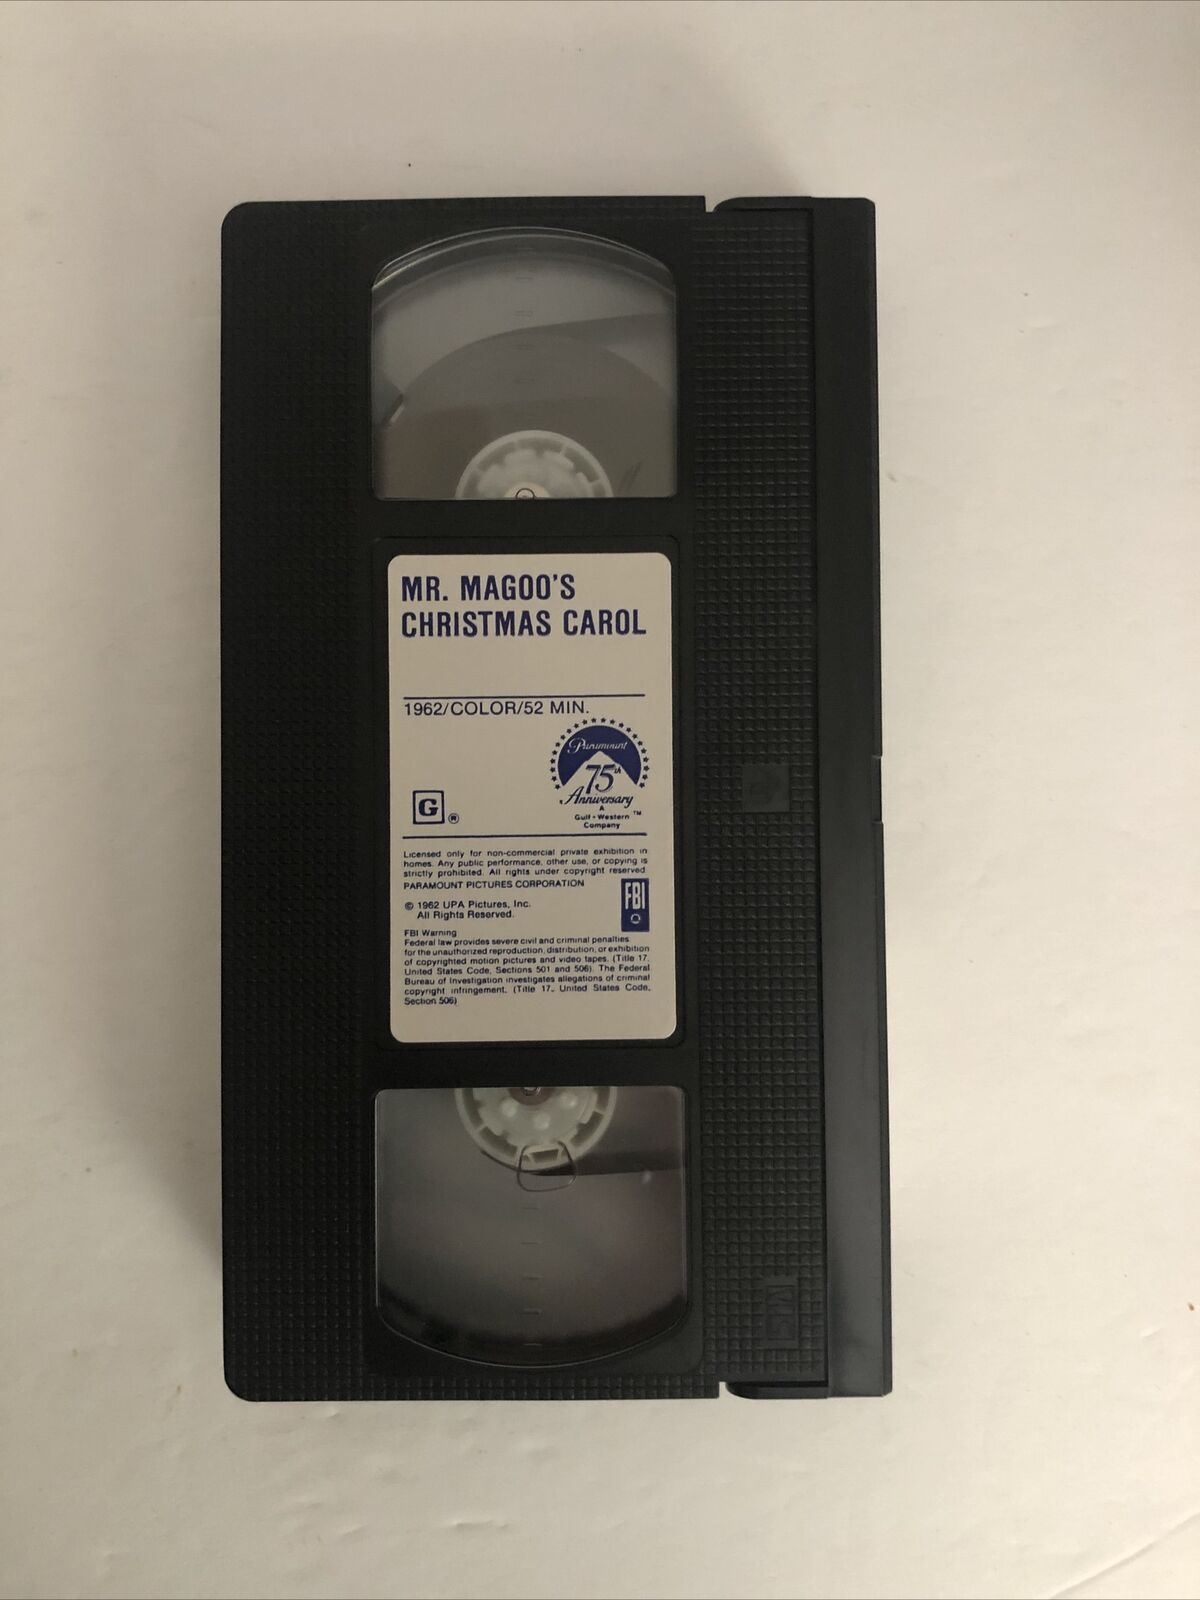 MR. MAGOO'S
CHRISTMAS CAROL
1962/COLOR/52 MIN.
Paramount
75th
Anniversary
A
Gulf + Western ™
Company
G ®
Licensed only for non-commercial private exhibition in
homes. Any public performance, other use, or copying is
strictly prohibited. All rights under copyright reserved.
PARAMOUNT PICTURES CORPORATION
© 1962 UPA Pictures, Inc.
All Rights Reserved.
FBI
FBI Warning
Federal law provides severe civil and criminal penalties
for the unauthorized reproduction, distribution, or exhibition
of copyrighted motion pictures and video tapes. (Title 17,
United States Code, Sections 501 and 506). The Federal
Bureau of Investigation investigates allegations of criminal
copyright infringement. (Title 17, United States Code,
Section 506)